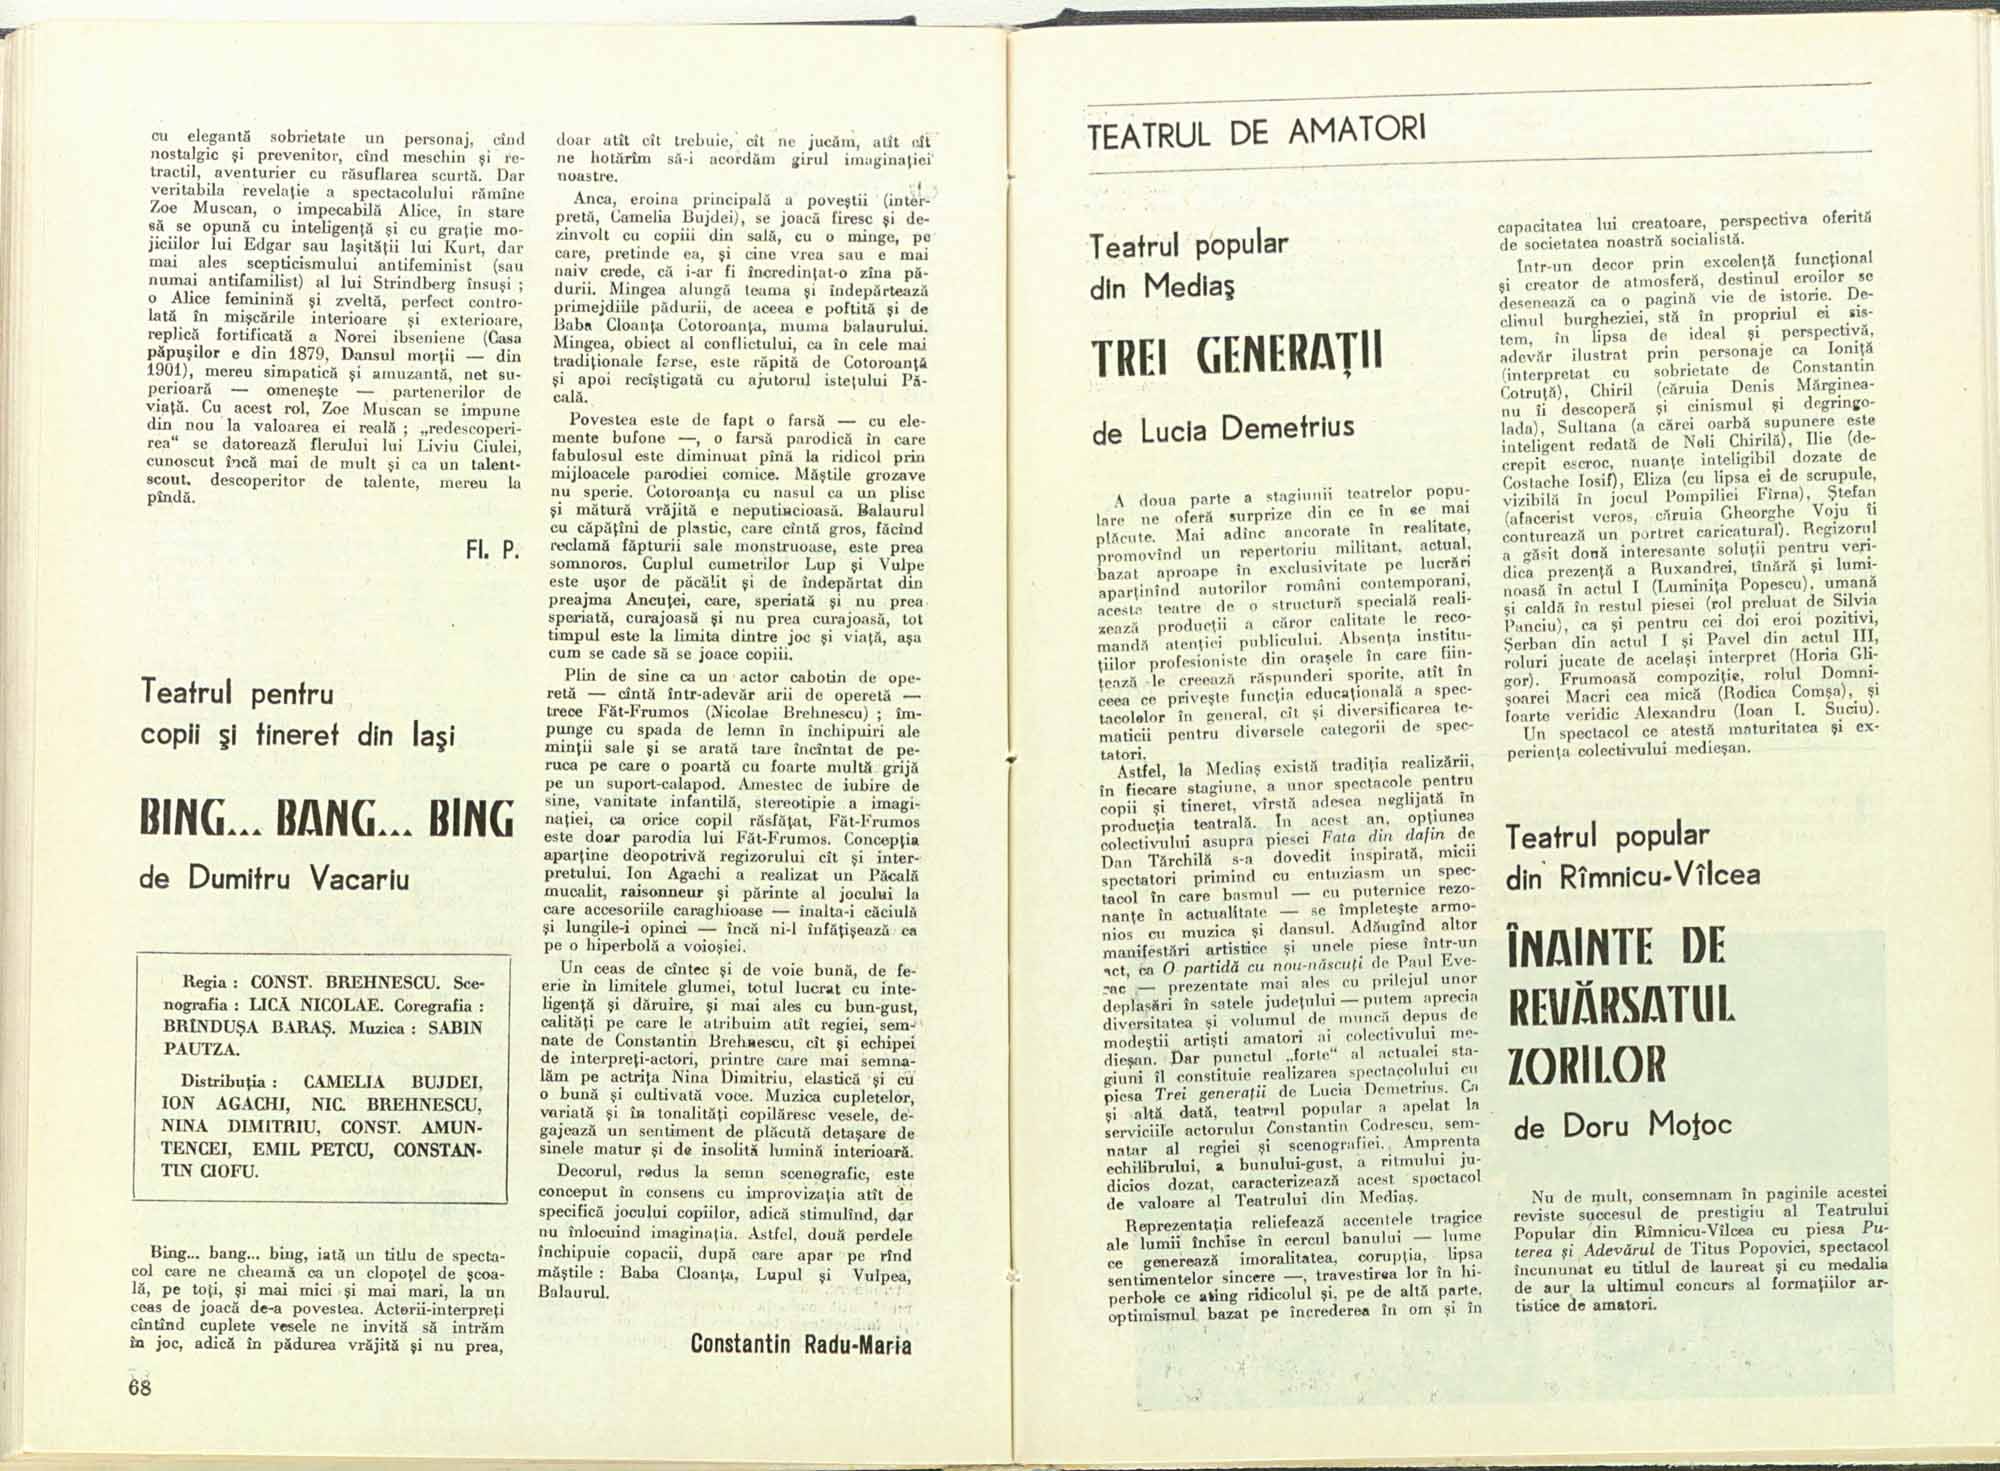 cu elegantă sobrietate un personaj, cînd
nostalgic și prevenitor, cînd meschin și re-
tractil, aventurier cu răsuflarea scurtă. Dar
veritabila revelație a spectacolului rămîne
Zoe Muscan, o impecabilă Alice, în stare
să se opună cu inteligență și cu grație mo-
jiciilor lui Edgar sau lașității lui Kurt, dar
mai ales scepticismului antifeminist (sau
numai antifamilist) al lui Strindberg însuși ;
o Alice feminină și zveltă, perfect contro-
lată în mișcările interioare și exterioare,
replică fortificată a Norei ibseniene (Casa
păpușilor e din 1879, Dansul morții — din
1901), mereu simpatică și amuzantă, net su-
perioară — omenește — partenerilor de
viață. Cu acest rol, Zoe Muscan se impune
din nou la valoarea ei reală ; „redescoperi-
rea“ se datorează flerului lui Liviu Ciulei,
cunoscut încă mai de mult și ca un talent-
scout, descoperitor de talente, mereu la
pîndă.
Fl. P.
Teatrul pentru
copii și tineret din Iași
BING... BANG... BING
de Dumitru Vacariu
Regia : CONST. BREHNESCU. Sce-
nografia : LICĂ NICOLAE. Coregrafia :
BRÎNDUȘA BARAȘ. Muzica : SABIN
PAUTZA.
Distribuția : CAMELIA BUJDEI,
ION AGACHI, NIC. BREHNESCU,
NINA DIMITRIU, CONST. AMUN-
TENCEI, EMIL PETCU, CONSTAN-
TIN CIOFU.
Bing... bang... bing, iată un titlu de specta-
col care ne cheamă ca un clopoțel de școa-
lă, pe toți, și mai mici și mai mari, la un
ceas de joacă de-a povestea. Actorii-interpreți
cîntînd cuplete vesele ne invită să intrăm
în joc, adică în pădurea vrăjită și nu prea,
68
doar atît cît trebuie, cît ne jucăm, atît cît
ne hotărîm să-i acordăm girul imaginației
noastre.
Anca, eroina principală a poveștii (inter-
pretă, Camelia Bujdei), se joacă firesc și de-
zinvolt cu copiii din sală, cu o minge, pe
care, pretinde ea, și cine vrea sau e mai
naiv crede, că i-ar fi încredințat-o zîna pă-
durii. Mingea alungă teama și îndepărtează
primejdiile pădurii, de aceea e poftită și de
Baba Cloanța Cotoroanța, muma balaurului.
Mingea, obiect al conflictului, ca în cele mai
tradiționale farse, este răpită de Cotoroanță
și apoi recîștigată cu ajutorul istețului Pă-
cală.
Povestea este de fapt o farsă — cu ele-
mente bufone —, o farsă parodică în care
fabulosul este diminuat pînă la ridicol prin
mijloacele parodiei comice. Măștile grozave
nu sperie. Cotoroanța cu nasul ca un plisc
și mătură vrăjită e neputincioasă. Balaurul
cu căpățîni de plastic, care cîntă gros, făcînd
reclamă făpturii sale monstruoase, este prea
somnoros. Cuplul cumetrilor Lup și Vulpe
este ușor de păcălit și de îndepărtat din
preajma Ancuței, care, speriată și nu prea
speriată, curajoasă și nu prea curajoasă, tot
timpul este la limita dintre joc și viață, așa
cum se cade să se joace copiii.
Plin de sine ca un actor cabotin de ope-
retă — cîntă într-adevăr arii de operetă —
trece Făt-Frumos (Nicolae Brehnescu) ; îm-
punge cu spada de lemn în închipuiri ale
minții sale și se arată tare încîntat de pe-
ruca pe care o poartă cu foarte multă grijă
pe un suport-calapod. Amestec de iubire de
sine, vanitate infantilă, stereotipie a imagi-
nației, ca orice copil răsfățat, Făt-Frumos
este doar parodia lui Făt-Frumos. Concepția
aparține deopotrivă regizorului cît și inter-
pretului. Ion Agachi a realizat un Păcală
mucalit, raisonneur și părinte al jocului la
care accesoriile caraghioase — înalta-i căciulă
și lungile-i opinci — încă ni-l înfățișează ca
pe o hiperbolă a voioșiei.
Un ceas de cîntec și de voie bună, de fe-
erie în limitele glumei, totul lucrat cu inte-
ligență și dăruire, și mai ales cu bun-gust,
calități pe care le atribuim atît regiei, sem-
nate de Constantin Brehnescu, cît și echipei
de interpreți-actori, printre care mai semna-
lăm pe actrița Nina Dimitriu, elastică și cu
o bună și cultivată voce. Muzica cupletelor,
variată și în tonalități copilăresc vesele, de-
gajează un sentiment de plăcută detașare de
sinele matur și de insolită lumină interioară.
Decorul, redus la semn scenografic, este
conceput în consens cu improvizația atît de
specifică jocului copiilor, adică stimulînd, dar
nu înlocuind imaginația. Astfel, două perdele
închipuie copacii, după care apar pe rînd
măștile : Baba Cloanța, Lupul și Vulpea,
Balaurul.
Constantin Radu-Maria
TEATRUL DE AMATORI
Teatrul popular
din Mediaș
TREI GENERAȚII
de Lucia Demetrius
A doua parte a stagiunii teatrelor popu-
lare ne oferă surprize din ce în ce mai
plăcute. Mai adînc ancorate în realitate,
promovînd un repertoriu militant, actual,
bazat aproape în exclusivitate pe lucrări
aparținînd autorilor români contemporani,
aceste teatre de o structură specială reali-
zează producții a căror calitate le reco-
mandă atenției publicului. Absența institu-
țiilor profesioniste din orașele în care ființ-
țează le creează răspunderi sporite, atît în
ceea ce privește funcția educațională a spec-
tacolelor în general, cît și diversificarea te-
maticii pentru diversele categorii de spec-
tatori.
Astfel, la Mediaș există tradiția realizării,
în fiecare stagiune, a unor spectacole pentru
copii și tineret, vîrstă adesea neglijată în
producția teatrală. În acest an, opțiunea
colectivului asupra piesei Fata din dafin de
Dan Tărchilă s-a dovedit inspirată, micii
spectatori primind cu entuziasm un spec-
tacol în care basmul — cu puternice rezo-
nanțe în actualitate — se împletește armo-
nios cu muzica și dansul. Adăugînd altor
manifestări artistice și unele piese într-un
act, ca O partidă cu nou-născuți de Paul Eve-
rac — prezentate mai ales cu prilejul unor
deplasări în satele județului — putem aprecia
diversitatea și volumul de muncă depus de
modeștii artiști amatori ai colectivului me-
dieșan. Dar punctul „forte“ al actualei sta-
giuni îl constituie realizarea spectacolului cu
piesa Trei generații de Lucia Demetrius. Ca
și altă dată, teatrul popular a apelat la
serviciile actorului Constantin Codrescu, sem-
natar al regiei și scenografiei. Amprenta
echilibrului, a bunului-gust, a ritmului ju-
dicios dozat, caracterizează acest spectacol
de valoare al Teatrului din Mediaș.
Reprezentația reliefează accentele tragice
ale lumii închise în cercul banului — lume
ce generează imoralitatea, corupția, lipsa
sentimentelor sincere —, travestirea lor în hi-
perbole ce ating ridicolul și, pe de altă parte,
optimismul bazat pe încrederea în om și în
capacitatea lui creatoare, perspectiva oferită
de societatea noastră socialistă.
Într-un decor prin excelență funcțional
și creator de atmosferă, destinul eroilor se
desenează ca o pagină vie de istorie. De-
clinul burgheziei, stă în propriul ei sis-
tem, în lipsa de ideal și perspectivă,
adevăr ilustrat prin personaje ca Ioniță
(interpretat cu sobrietate de Constantin
Cotruță), Chiril (căruia Denis Mărginea-
nu îi descoperă și cinismul și degringo-
lada), Sultana (a cărei oarbă supunere este
inteligent redată de Neli Chirilă), Ilie (de-
crepit escroc, nuanțe inteligibil dozate de
Costache Iosif), Eliza (cu lipsa ei de scrupule,
vizibilă în jocul Pompiliei Fîrna), Ștefan
(afacerist veros, căruia Gheorghe Voju îi
conturează un portret caricatural). Regizorul
a găsit două interesante soluții pentru veri-
dica prezență a Ruxandrei, tînără și lumi-
noasă în actul I (Luminița Popescu), umană
și caldă în restul piesei (rol preluat de Silvia
Panciu), ca și pentru cei doi eroi pozitivi,
Șerban din actul I și Pavel din actul III,
roluri jucate de același interpret (Horia Gli-
gor). Frumoasă compoziție, rolul Domni-
șoarei Macri cea mică (Rodica Comșa), și
foarte veridic Alexandru (Ioan I. Suciu).
Un spectacol ce atestă maturitatea și ex-
periența colectivului medieșan.
Teatrul popular
din Rîmnicu-Vîlcea
ÎNAINTE DE
REVĂRSATUL
ZORILOR
de Doru Moțoc
Nu de mult, consemnam în paginile acestei
reviste succesul de prestigiu al Teatrului
Popular din Rîmnicu-Vîlcea cu piesa Pu-
terea și Adevărul de Titus Popovici, spectacol
încununat cu titlul de laureat și cu medalia
de aur la ultimul concurs al formațiilor ar-
tistice de amatori.